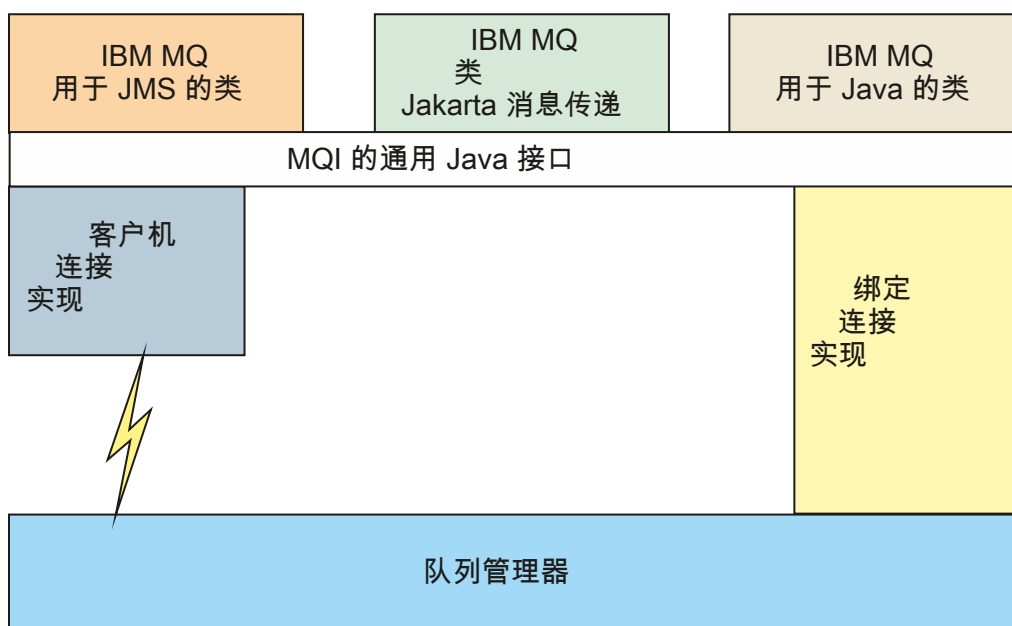 IBM MQ
用于 JMS 的类
IBM MQ
类
Jakarta 消息传递
IBM MQ
用于 Java 的类
MQI 的通用 Java 接口
客户机
连接
实现
绑定
连接
实现
队列管理器